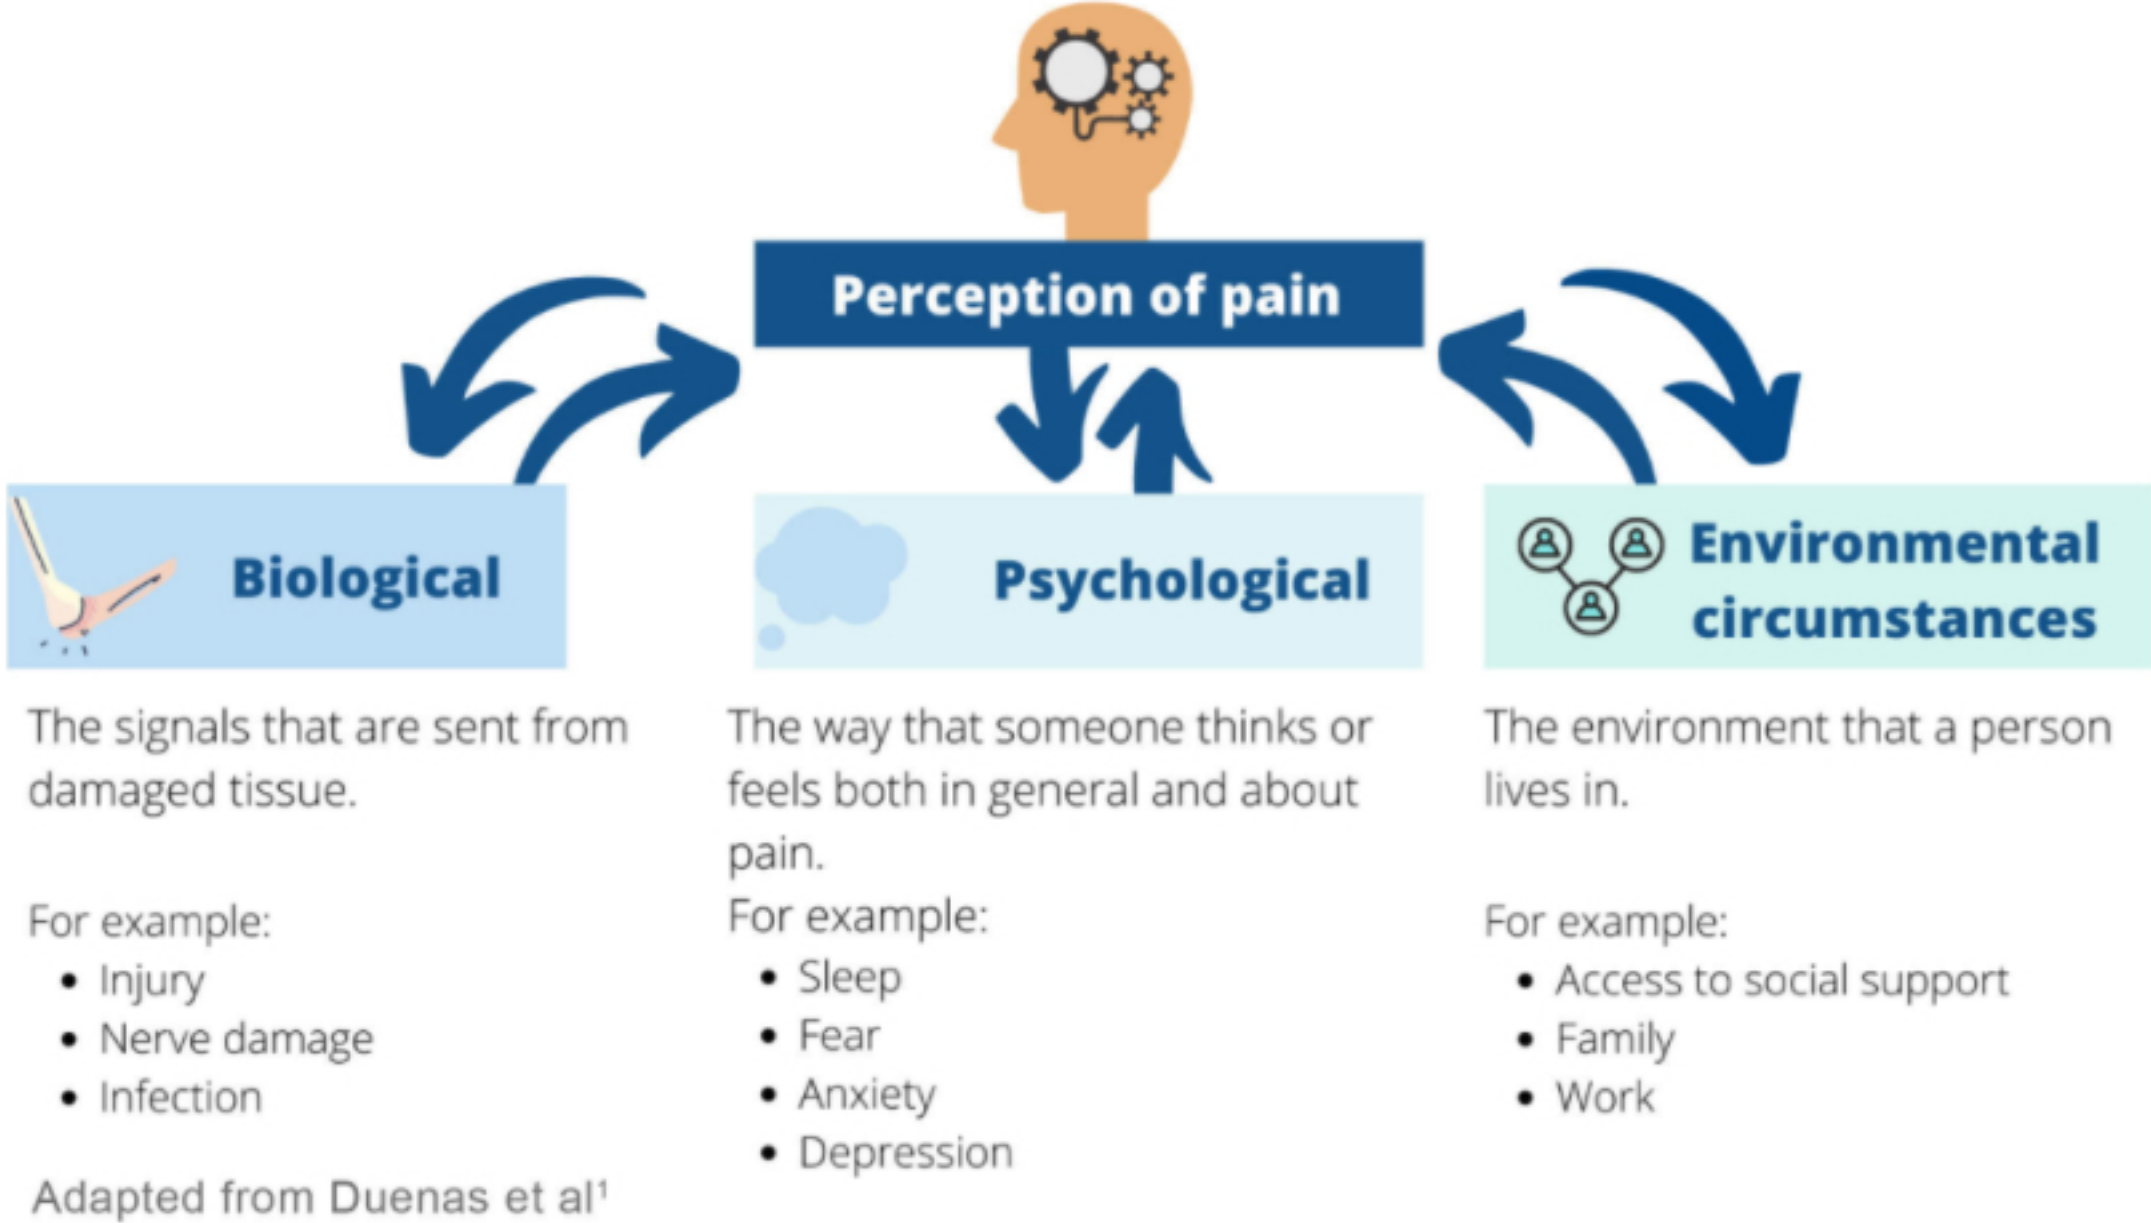 Perception of pain
Biological
The signals that are sent from
damaged tissue.
For example:
• Injury
• Nerve damage
• Infection
Psychological
The way that someone thinks or
feels both in general and about
pain.
For example:
• Sleep
• Fear
• Anxiety
• Depression
Environmental
circumstances
The environment that a person
lives in.
For example:
• Access to social support
• Family
• Work
Adapted from Duenas et al¹